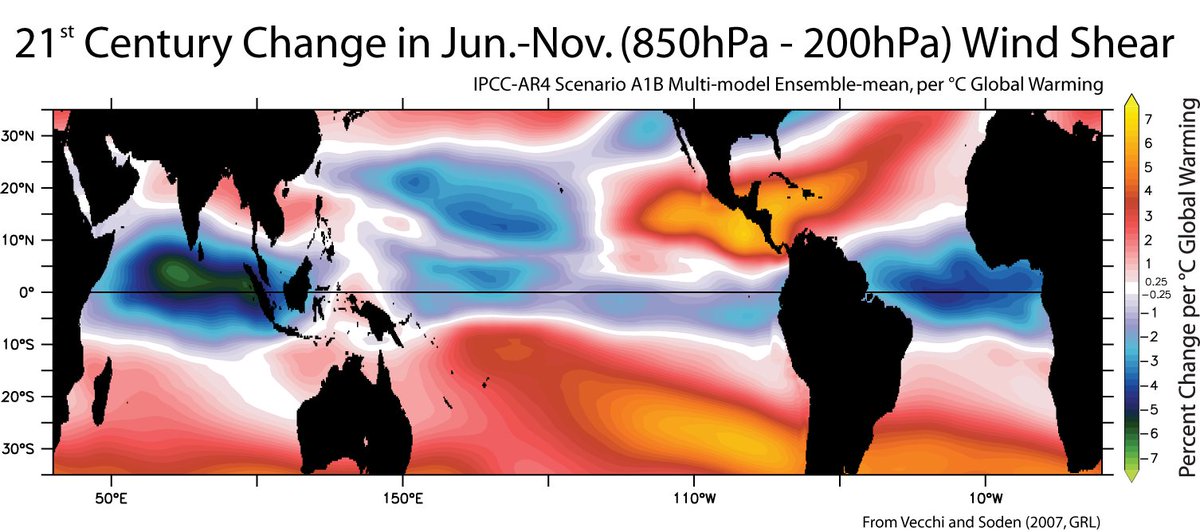 21st Century Change in Jun.-Nov. (850hPa - 200hPa) Wind Shear
IPCC-AR4 Scenario A1B Multi-model Ensemble-mean, per °C Global Warming
30°N
20°N
10°N
0°
10°S
20°S
30°S
50°E
150°E
110°W
10°W
7
6
5
4
3
2
1
0.25
-0.25
-1
-2
-3
-4
-5
-6
-7
Percent Change per °C Global Warming
From Vecchi and Soden (2007, GRL)